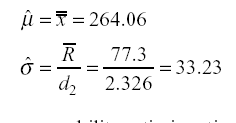 μ̂ = x̿ = 264.06
σ̂ = R̅ / d₂ = 77.3 / 2.326 = 33.23